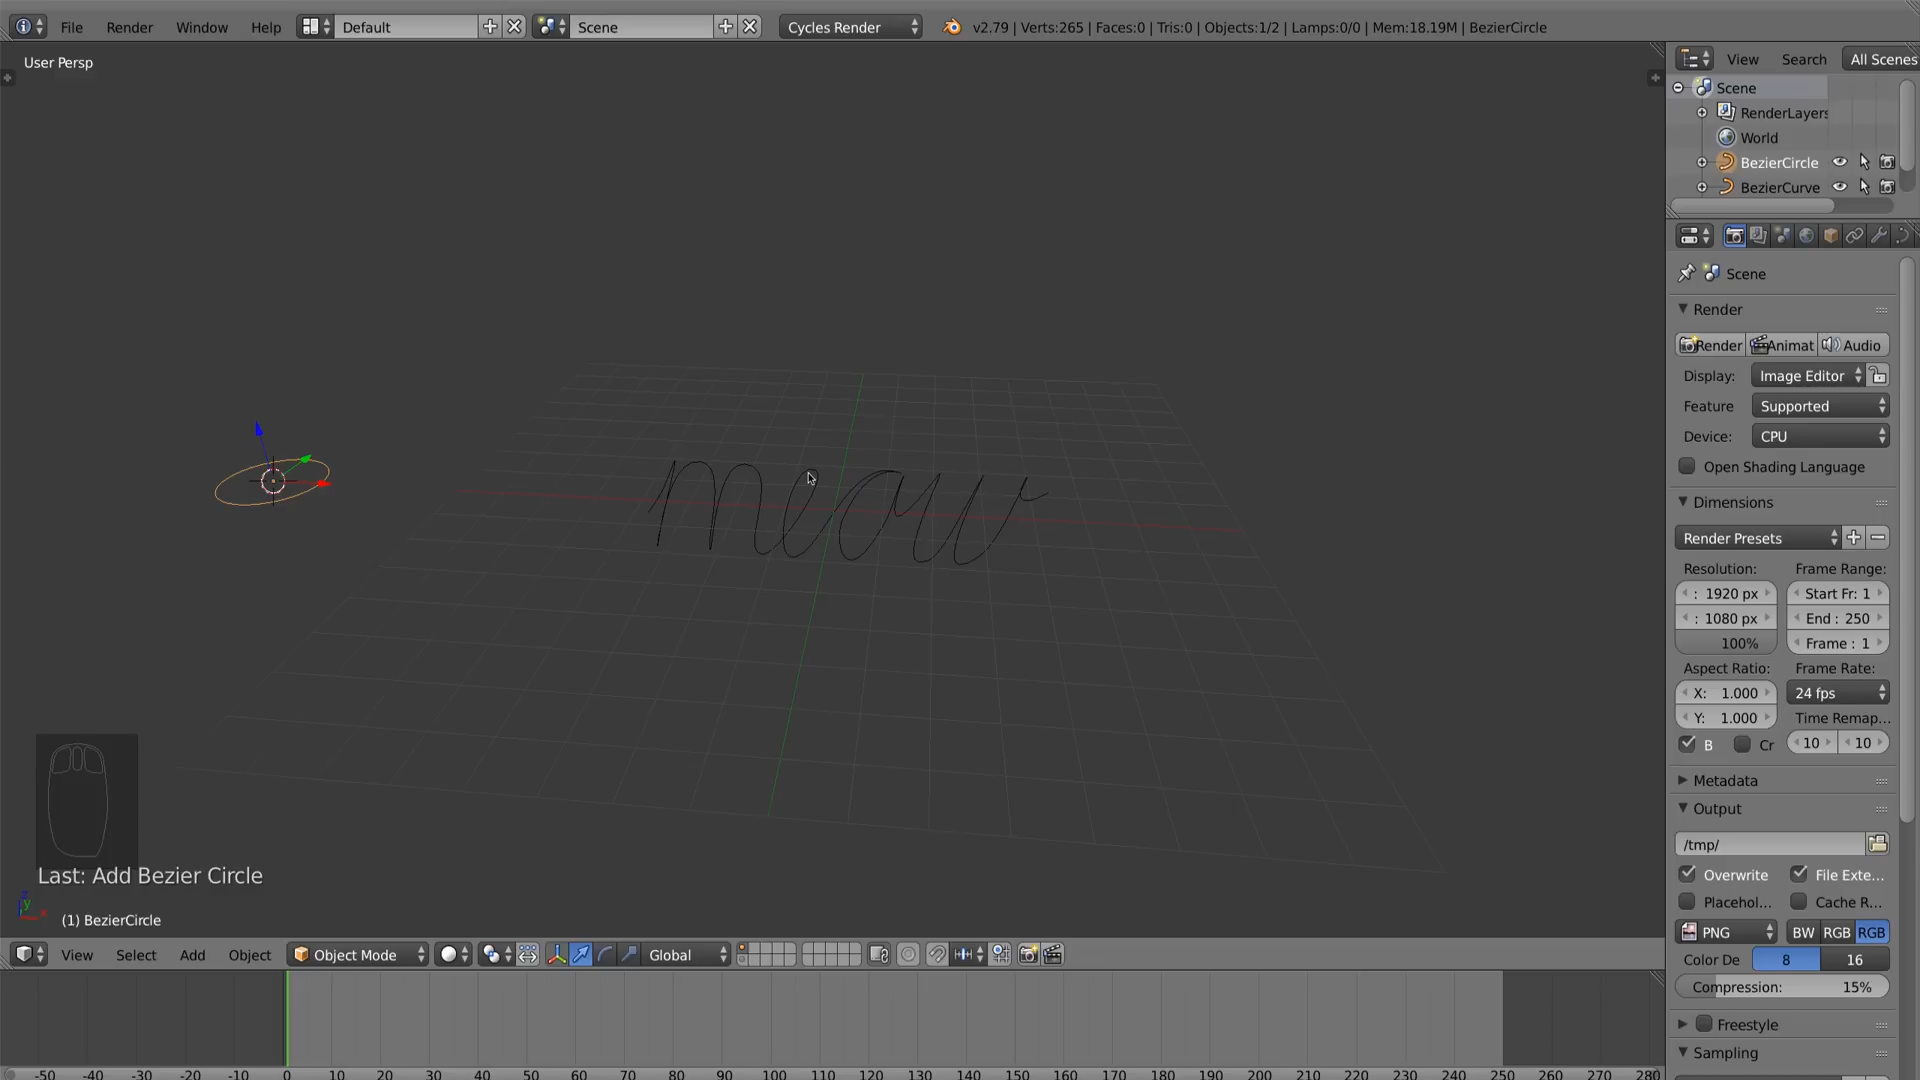 File Render Window Help Default Scene Cycles Render v2.79 | Verts:265 | Faces:0 | Tris:0 | Objects:1/2 | Lamps:0/0 | Mem:18.19M | BezierCircle
User Persp
View Search All Scenes
Scene
RenderLayers
World
BezierCircle
BezierCurve
Scene
Render
Render Animat Audio
Display: Image Editor
Feature Supported
Device: CPU
Open Shading Language
Dimensions
Render Presets
Resolution: Frame Range:
: 1920 px Start Fr: 1
: 1080 px End : 250
100% Frame : 1
Aspect Ratio: Frame Rate:
X: 1.000 24 fps
Y: 1.000 Time Remap...
B Cr 10 10
Metadata
Output
/tmp/
Overwrite File Exte...
Placehol... Cache R...
PNG BW RGB RGB
Color De 8 16
Compression: 15%
Freestyle
Sampling
meow
Last: Add Bezier Circle
z y x
(1) BezierCircle
View Select Add Object Object Mode Global
-50 -40 -30 -20 -10 0 10 20 30 40 50 60 70 80 90 100 110 120 130 140 150 160 170 180 190 200 210 220 230 240 250 260 270 280